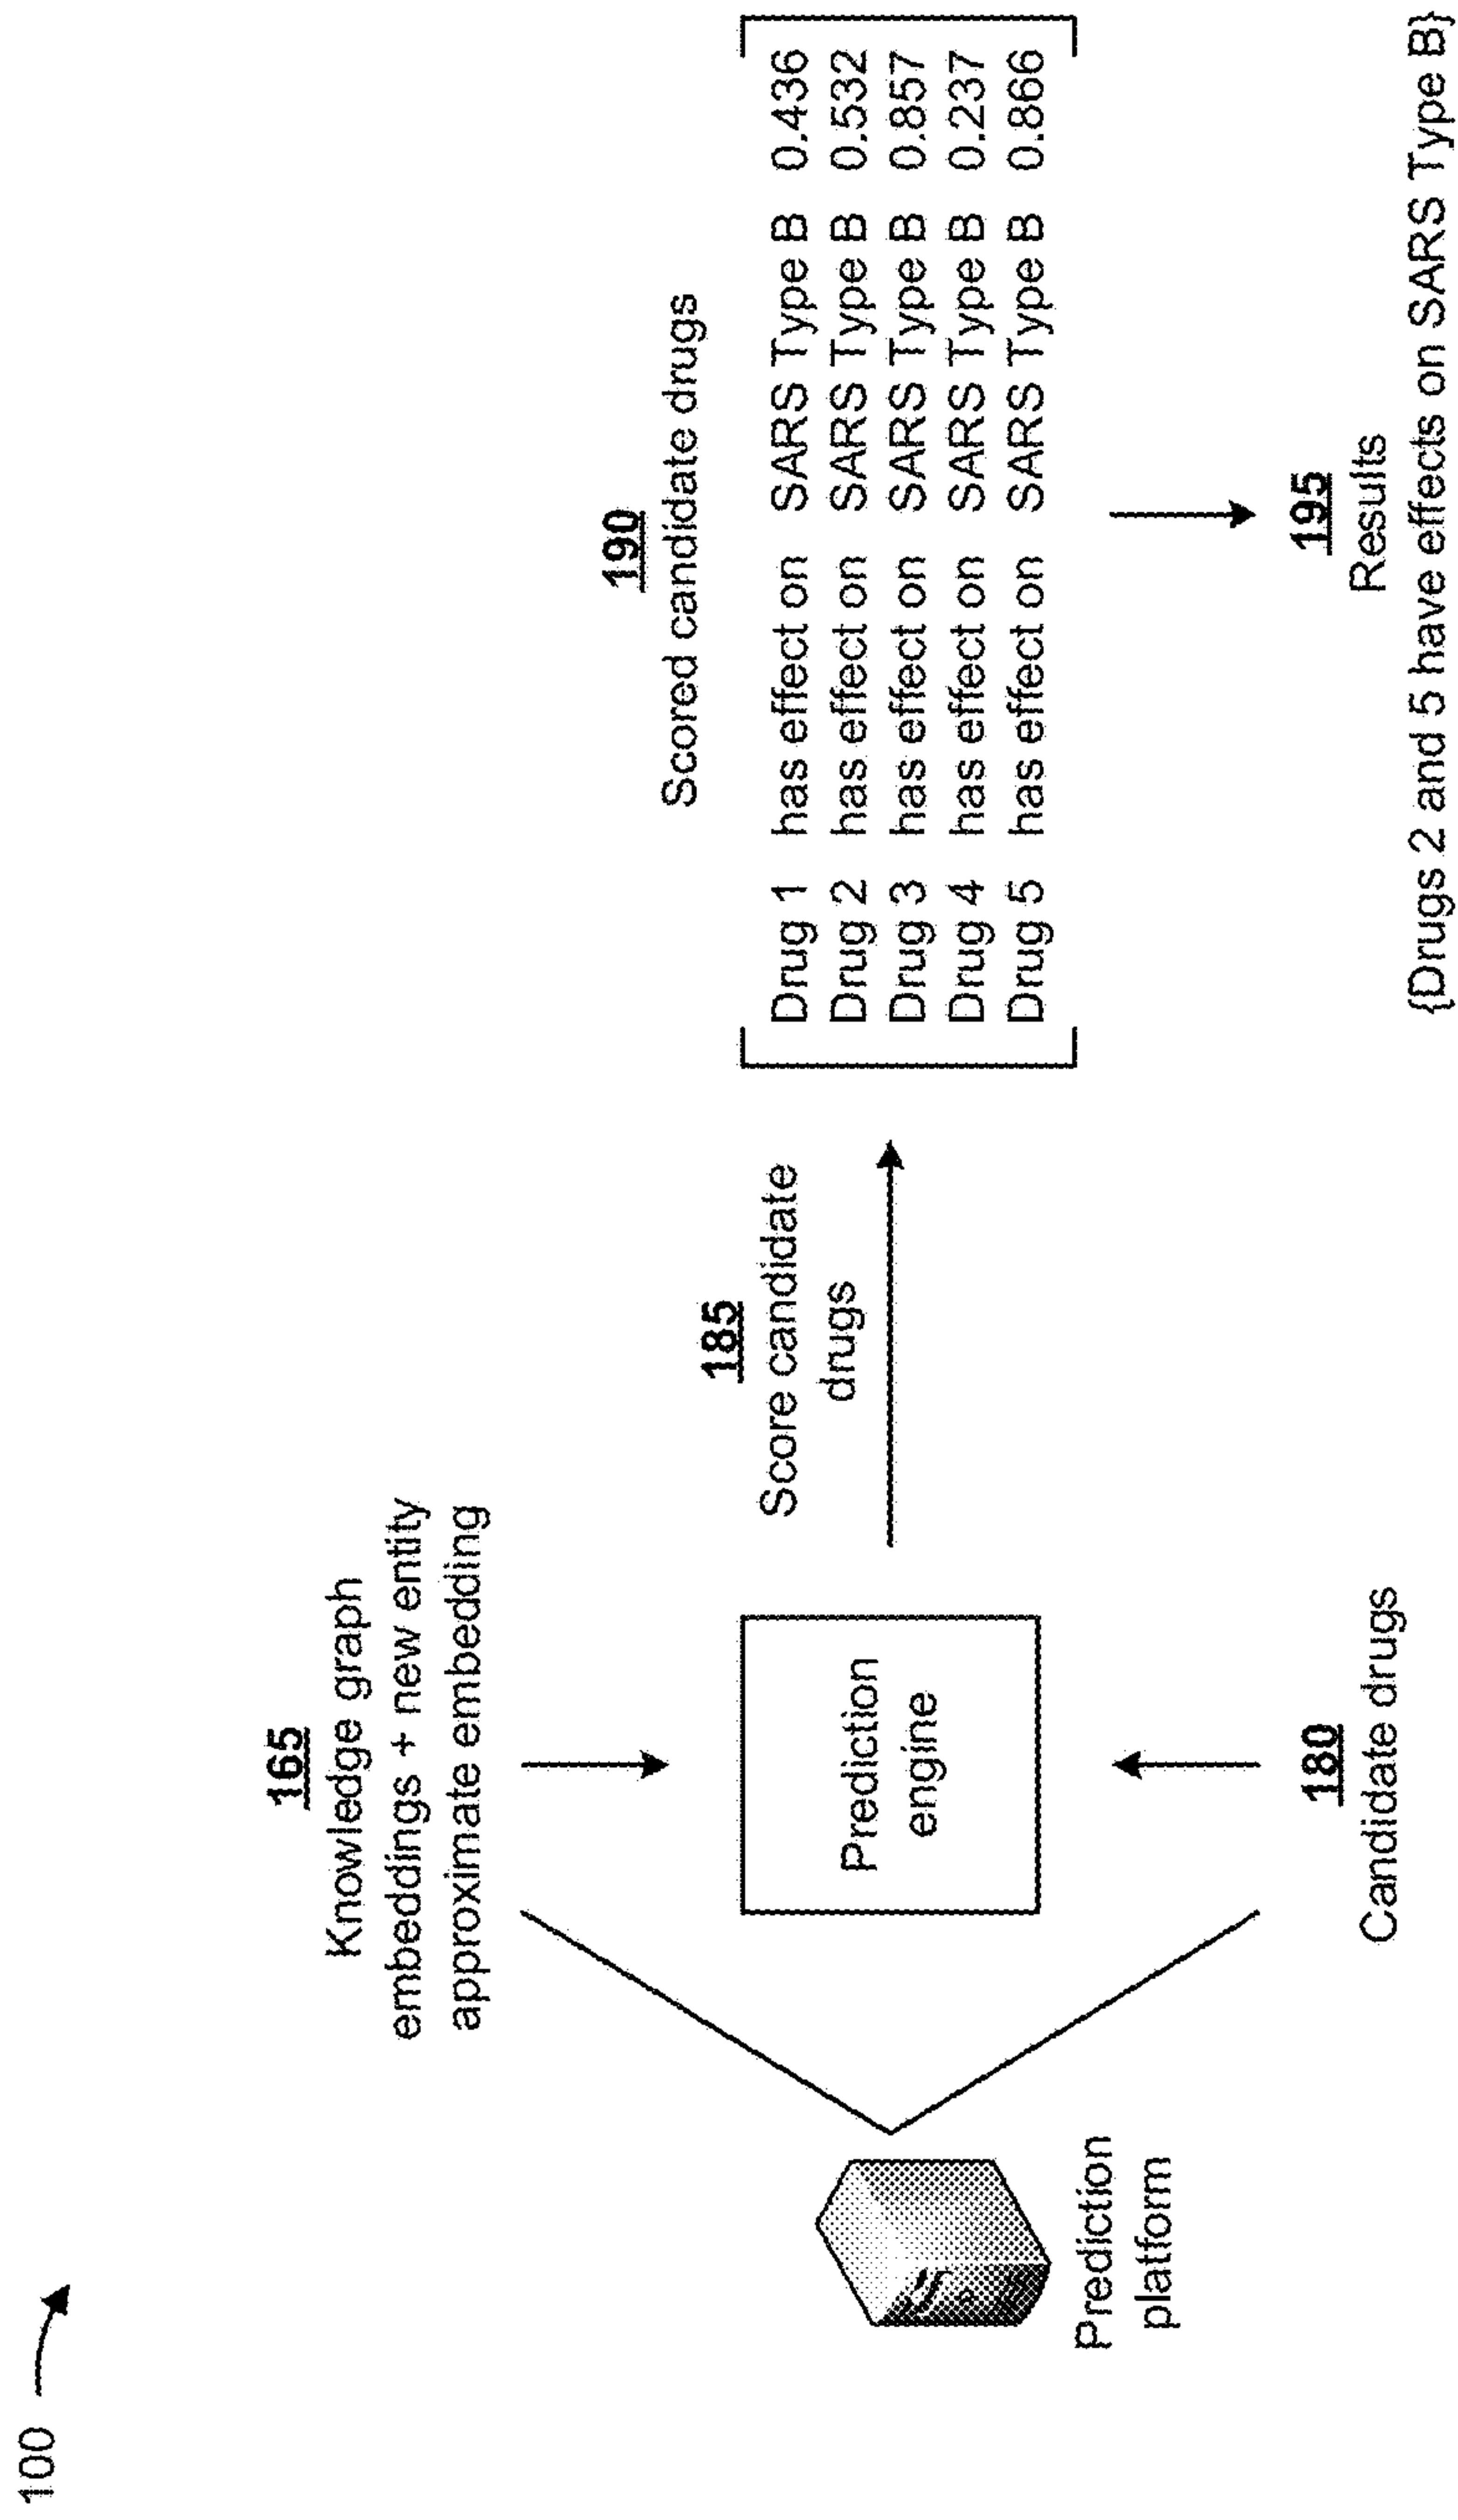 100
165
Knowledge graph
embeddings + new entity
approximate embedding
Prediction
engine
Prediction
platform
180
Candidate drugs
185
Score candidate
drugs
190
Scored candidate drugs
Drug 1 has effect on SARS Type B 0.436
Drug 2 has effect on SARS Type B 0.532
Drug 3 has effect on SARS Type B 0.857
Drug 4 has effect on SARS Type B 0.237
Drug 5 has effect on SARS Type B 0.866
195
Results
{Drugs 2 and 5 have effects on SARS Type B}